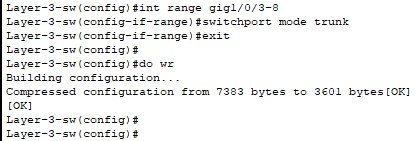 Layer-3-sw(config)#int range gig1/0/3-8
Layer-3-sw(config-if-range)#switchport mode trunk
Layer-3-sw(config-if-range)#exit
Layer-3-sw(config)#
Layer-3-sw(config)#do wr
Building configuration...
Compressed configuration from 7383 bytes to 3601 bytes[OK]
[OK]
Layer-3-sw(config)#
Layer-3-sw(config)#